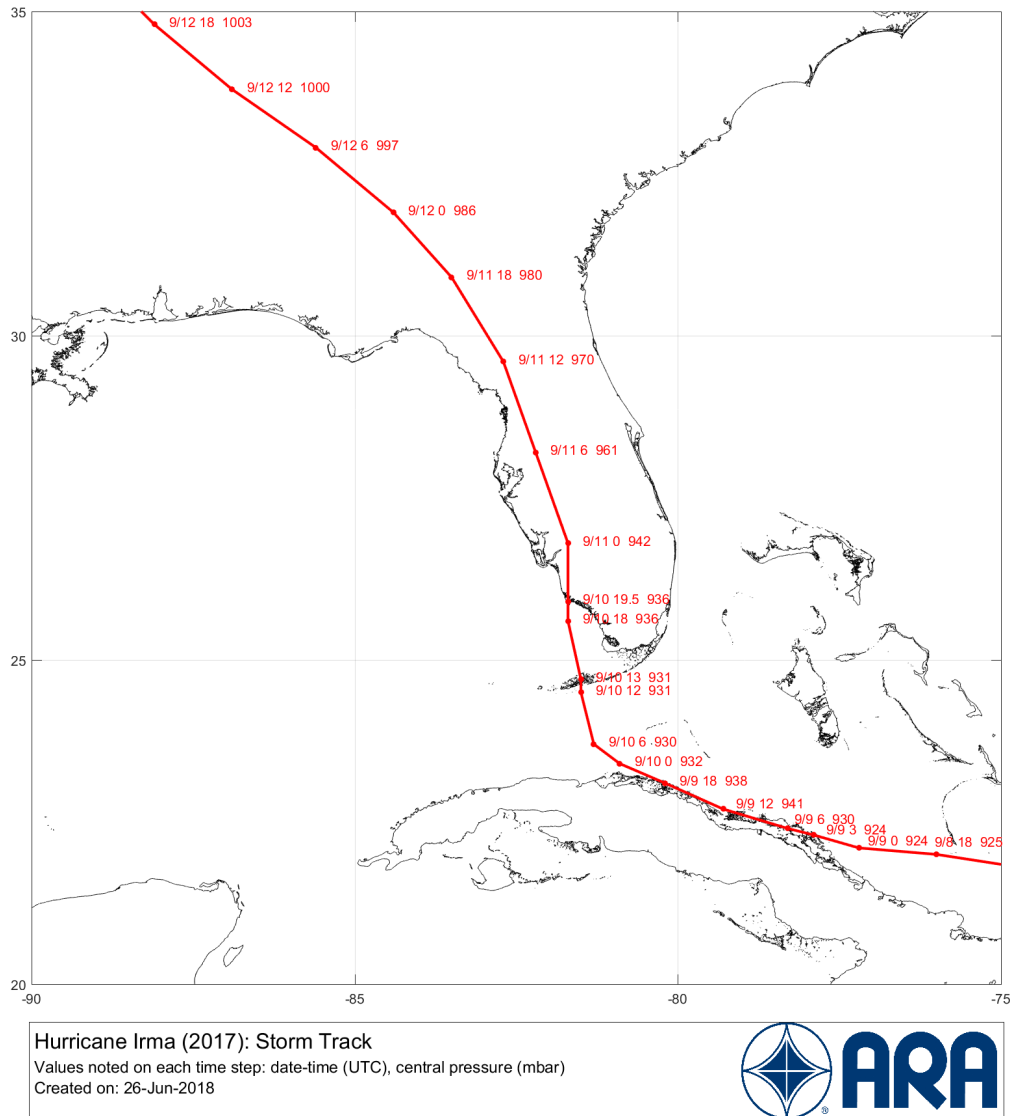 35
9/12 18 1003
9/12 12 1000
9/12 6 997
9/12 0 986
9/11 18 980
30
9/11 12 970
9/11 6 961
9/11 0 942
9/10 19.5 936
9/10 18 936
25
9/10 13 931
9/10 12 931
9/10 6 930
9/10 0 932
9/9 18 938
9/9 12 941
9/9 6 930
9/9 3 924
9/9 0 924
9/8 18 925
20
-90
-85
-80
-75
Hurricane Irma (2017): Storm Track
Values noted on each time step: date-time (UTC), central pressure (mbar)
Created on: 26-Jun-2018
ARA
®